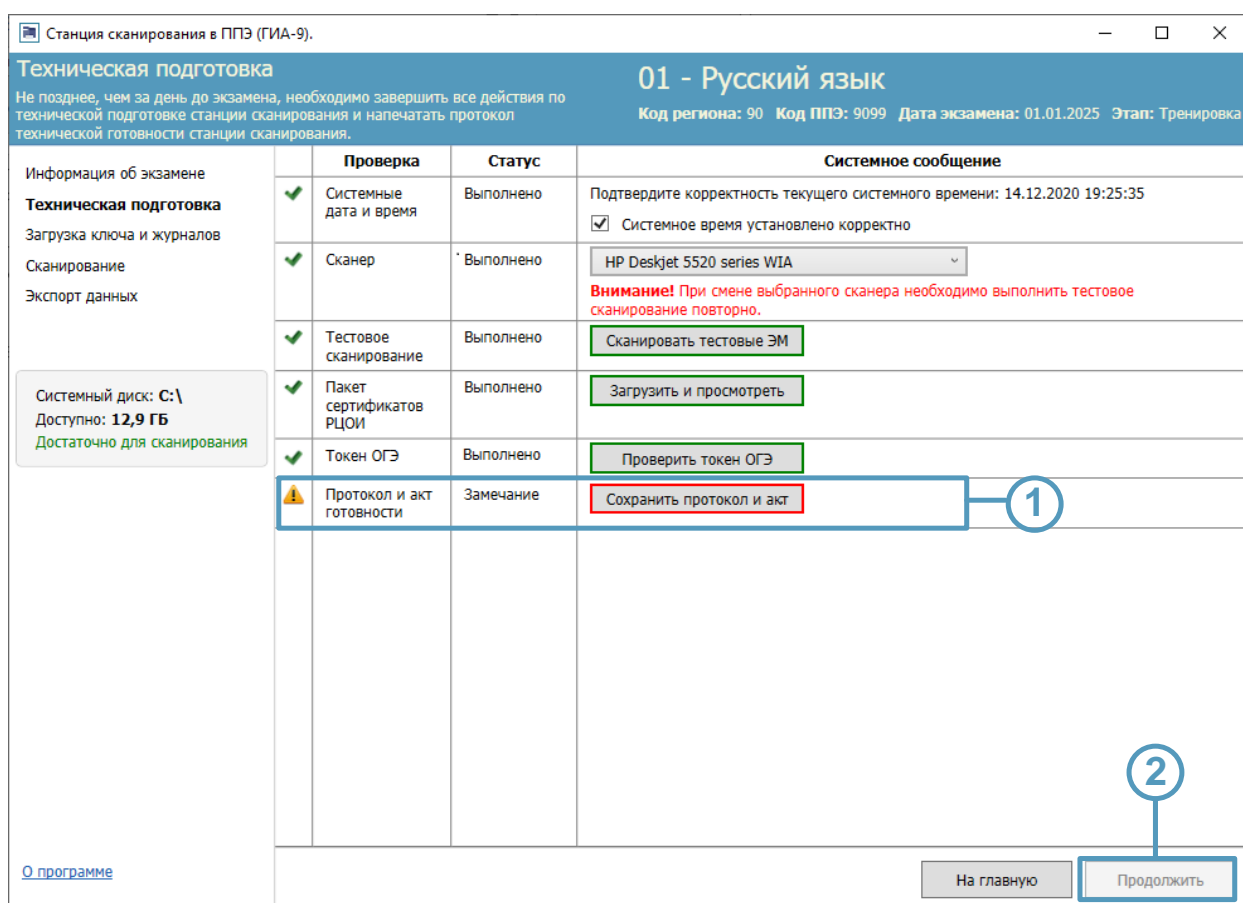 Станция сканирования в ППЭ (ГИА-9).
Техническая подготовка
Не позднее, чем за день до экзамена, необходимо завершить все действия по
технической подготовке станции сканирования и напечатать протокол
технической готовности станции сканирования.
01 - Русский язык
Код региона: 90 Код ППЭ: 9099 Дата экзамена: 01.01.2025 Этап: Тренировка
Информация об экзамене
Техническая подготовка
Загрузка ключа и журналов
Сканирование
Экспорт данных
Системный диск: C:\
Доступно: 12,9 ГБ
Достаточно для сканирования
О программе
Проверка Статус Системное сообщение
Системные
дата и время
Выполнено
Подтвердите корректность текущего системного времени: 14.12.2020 19:25:35
Системное время установлено корректно
Сканер
Выполнено
HP Deskjet 5520 series WIA
Внимание! При смене выбранного сканера необходимо выполнить тестовое
сканирование повторно.
Тестовое
сканирование
Выполнено
Сканировать тестовые ЭМ
Пакет
сертификатов
РЦОИ
Выполнено
Загрузить и просмотреть
Токен ОГЭ
Выполнено
Проверить токен ОГЭ
Протокол и акт
готовности
Замечание
Сохранить протокол и акт
1
2
На главную
Продолжить